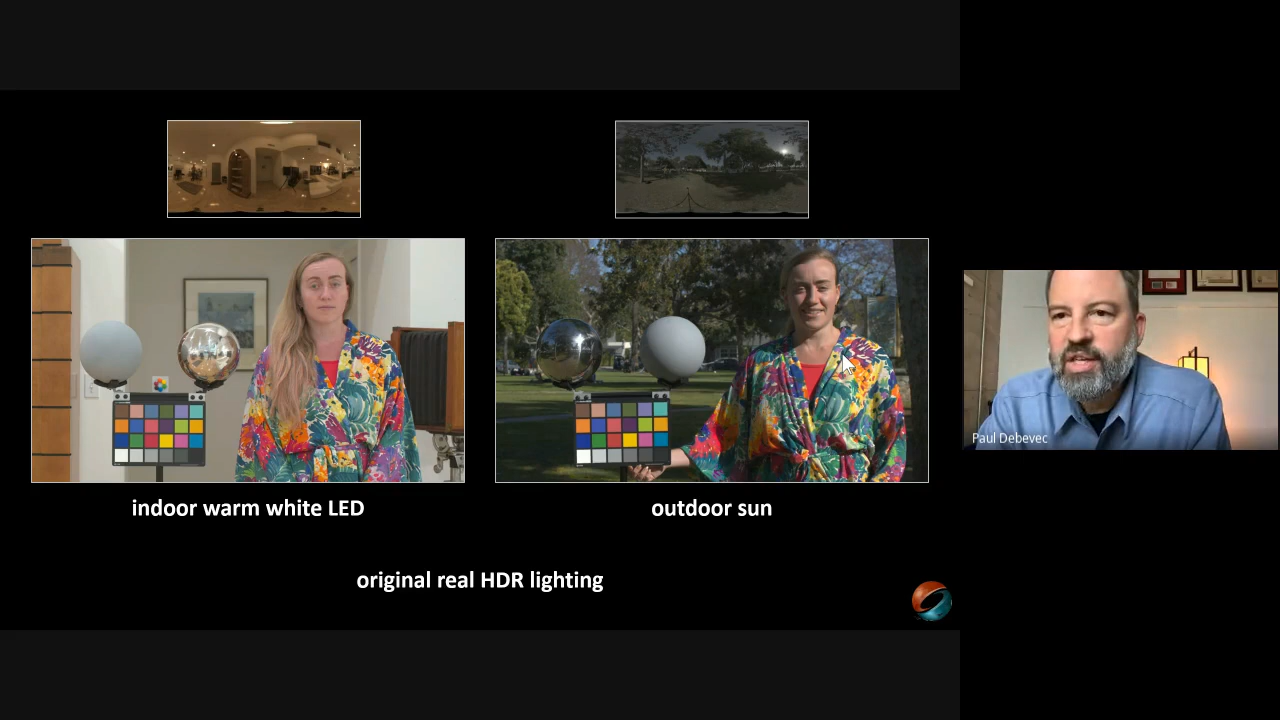 indoor warm white LED
outdoor sun
original real HDR lighting
Paul Debevec